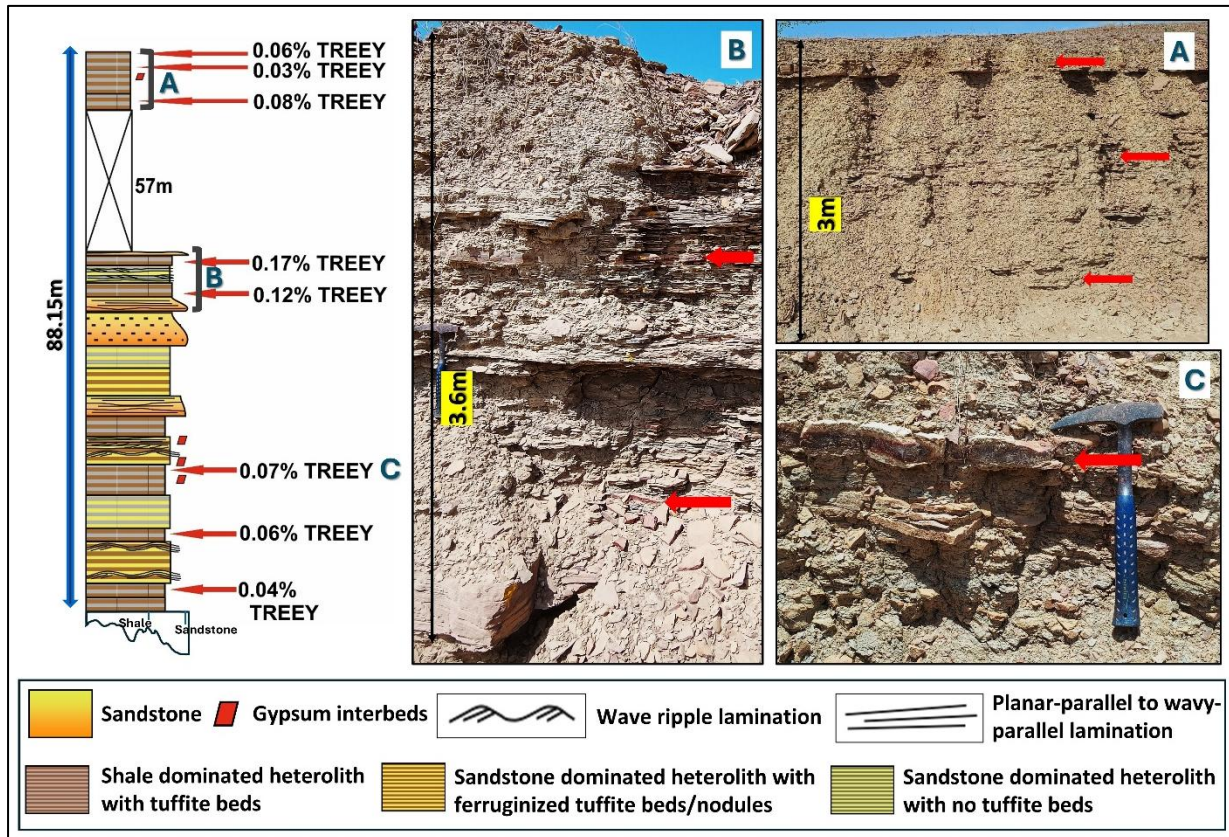 0.06% TREEY
0.03% TREEY
A
0.08% TREEY
57m
88.15m
0.17% TREEY
B
0.12% TREEY
0.07% TREEY C
0.06% TREEY
0.04%
TREEY
Shale
Sandstone
B
3.6m
A
3m
C
Sandstone
Gypsum interbeds
Wave ripple lamination
Planar-parallel to wavy-
parallel lamination
Shale dominated heterolith
with tuffite beds
Sandstone dominated heterolith with
ferruginized tuffite beds/nodules
Sandstone dominated heterolith
with no tuffite beds